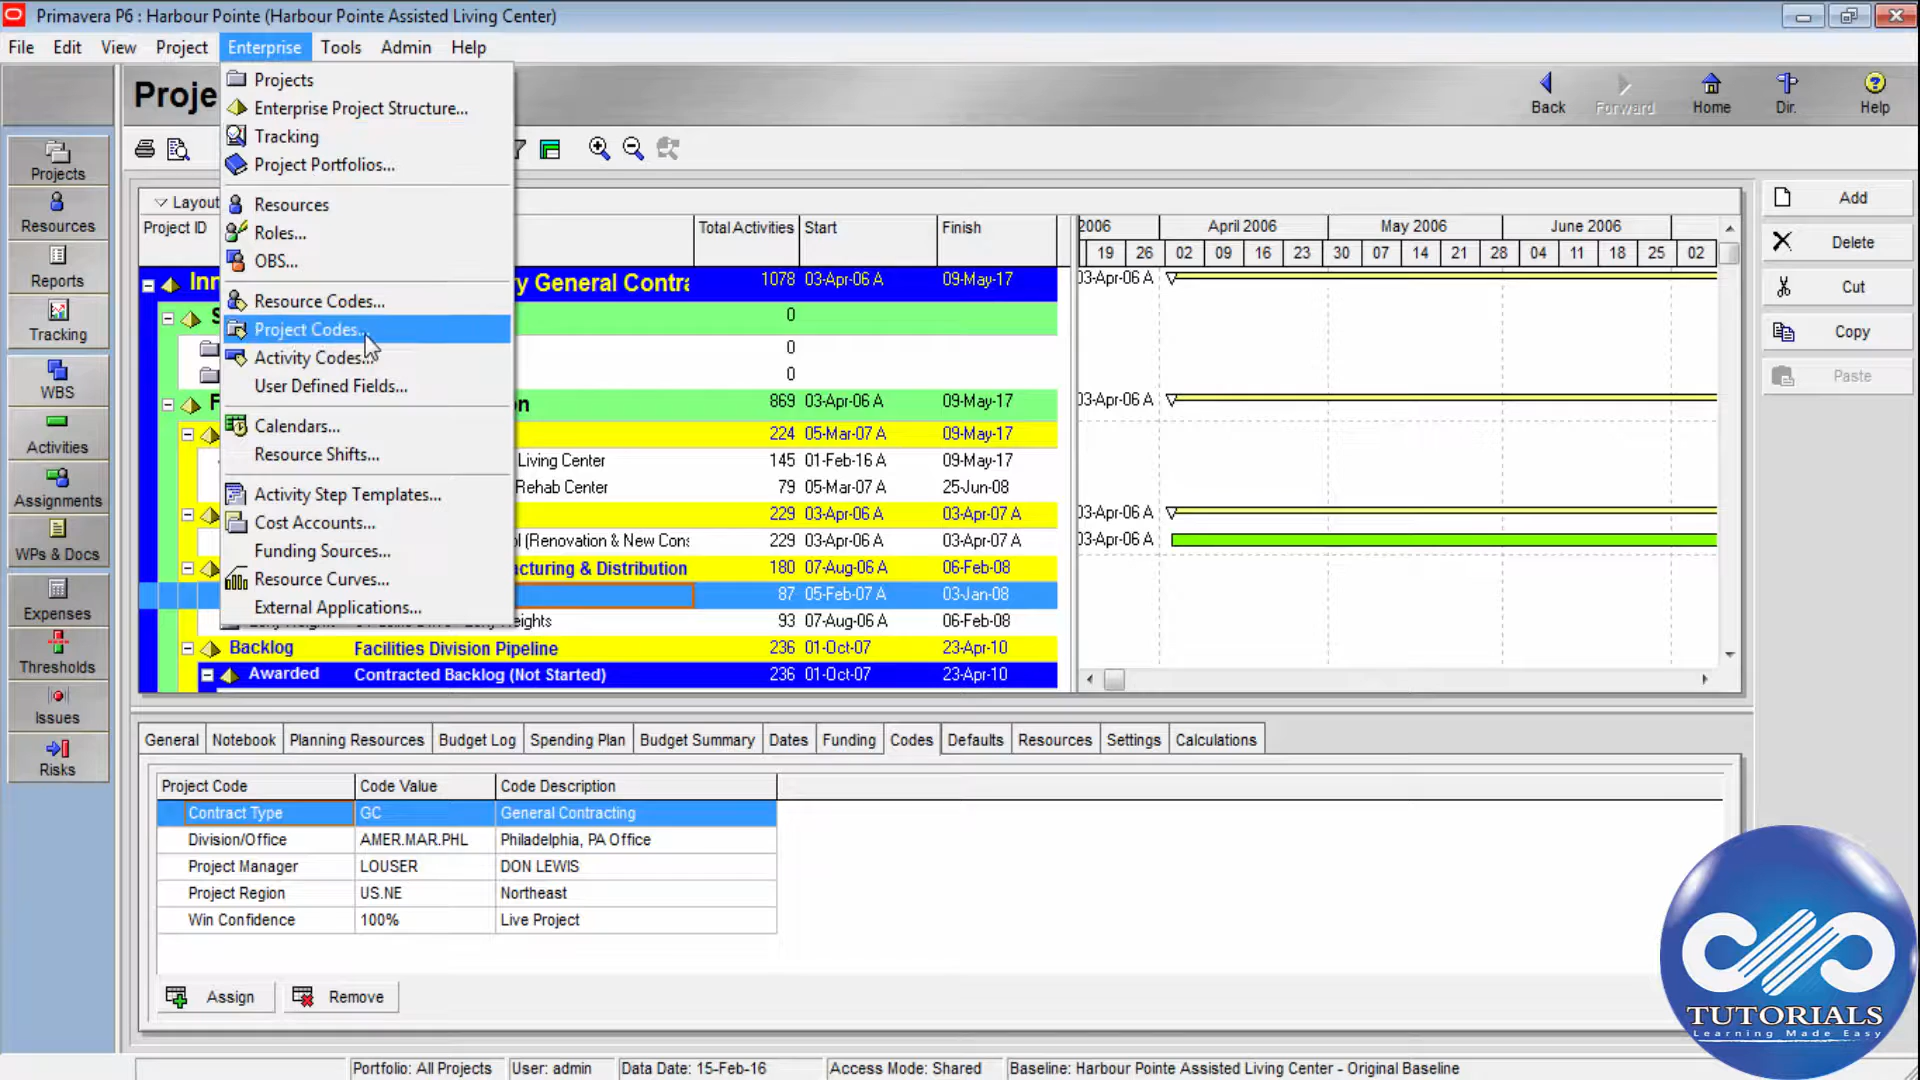 Primavera P6 : Harbour Pointe (Harbour Pointe Assisted Living Center)
File Edit View Project Enterprise Tools Admin Help
Proje
Back Forward Home Dir. Help
Projects
Enterprise Project Structure...
Tracking
Project Portfolios...
Resources
Roles...
OBS...
Resource Codes...
Project Codes...
Activity Codes...
User Defined Fields...
Calendars...
Resource Shifts...
Activity Step Templates...
Cost Accounts...
Funding Sources...
Resource Curves...
External Applications...
Projects
Resources
Reports
Tracking
WBS
Activities
Assignments
WPs & Docs
Expenses
Thresholds
Issues
Risks
Layout
Project ID Total Activities Start Finish
2006 April 2006 May 2006 June 2006
19 26 02 09 16 23 30 07 14 21 28 04 11 18 25 02
y General Contra 1078 03-Apr-06 A 09-May-17 03-Apr-06 A
S 0
0
0
F on 869 03-Apr-06 A 09-May-17 03-Apr-06 A
224 05-Mar-07 A 09-May-17
Living Center 145 01-Feb-16 A 09-May-17
Rehab Center 79 05-Mar-07 A 25-Jun-08
229 03-Apr-06 A 03-Apr-07 A 03-Apr-06 A
ol (Renovation & New Cons 229 03-Apr-06 A 03-Apr-07 A 03-Apr-06 A
acturing & Distribution 180 07-Aug-06 A 06-Feb-08
87 05-Feb-07 A 03-Jan-08
eights 93 07-Aug-06 A 06-Feb-08
Backlog Facilities Division Pipeline 236 01-Oct-07 23-Apr-10
Awarded Contracted Backlog (Not Started) 236 01-Oct-07 23-Apr-10
Add
Delete
Cut
Copy
Paste
General Notebook Planning Resources Budget Log Spending Plan Budget Summary Dates Funding Codes Defaults Resources Settings Calculations
Project Code Code Value Code Description
Contract Type GC General Contracting
Division/Office AMER.MAR.PHL Philadelphia, PA Office
Project Manager LOUSER DON LEWIS
Project Region US.NE Northeast
Win Confidence 100% Live Project
Assign Remove
TUTORIALS
Learning Made Easy
Portfolio: All Projects User: admin Data Date: 15-Feb-16 Access Mode: Shared Baseline: Harbour Pointe Assisted Living Center - Original Baseline